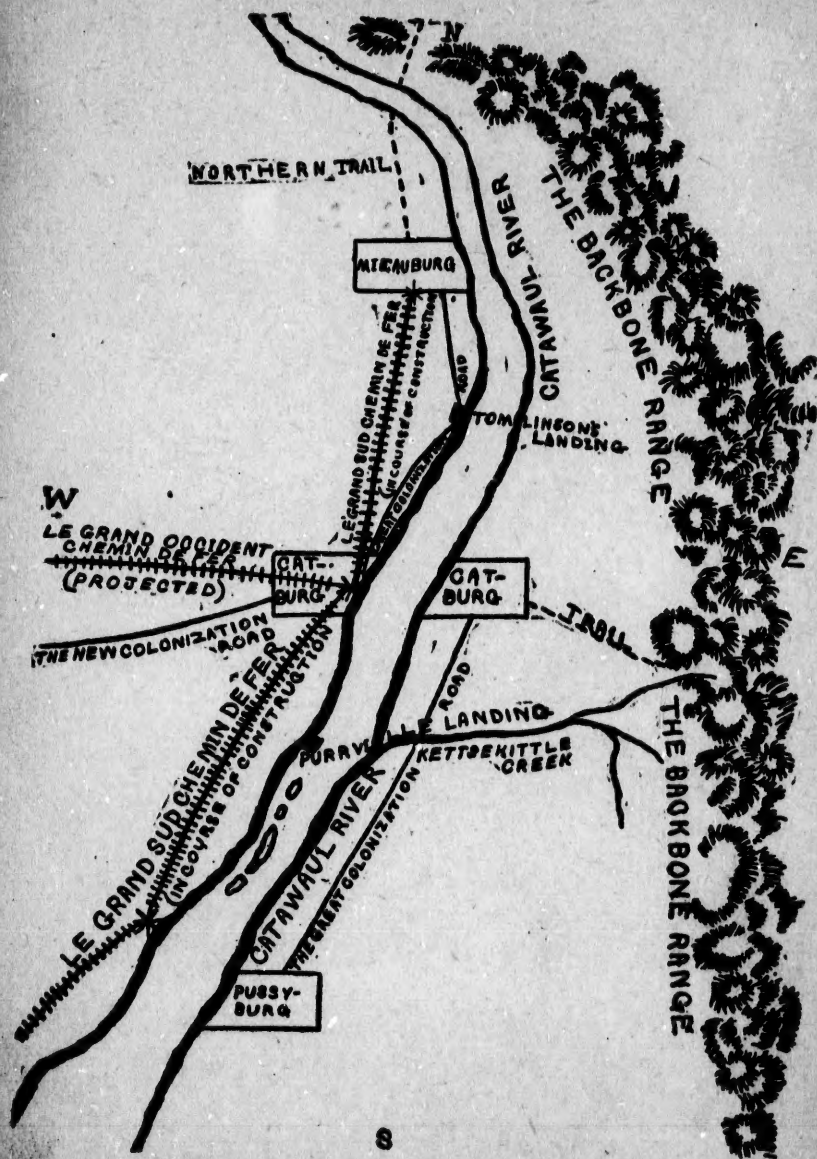 N
NORTHERN TRAIL
THE BACKBONE RANGE
CATAWAUL RIVER
MIEAUBURG
LE GRAND SUD CHEMIN DE FER
(IN COURSE OF CONSTRUCTION
ROAD
TOMLINSON'S
LANDING
GREAT COLONIZATION
W
LE GRAND OCCIDENT
CHEMIN DE FER
(PROJECTED)
E
CAT-
BURG
CAT-
BURG
TRAIL
THE NEW COLONIZATION
ROAD
LE GRAND SUD CHEMIN DE FER
(IN COURSE OF CONSTRUCTION
PURRVILLE LANDING
KETTSEKITTLE
CREEK
THE GREAT COLONIZATION ROAD
CATAWAUL RIVER
THE BACKBONE RANGE
PUSSY-
BURG
S